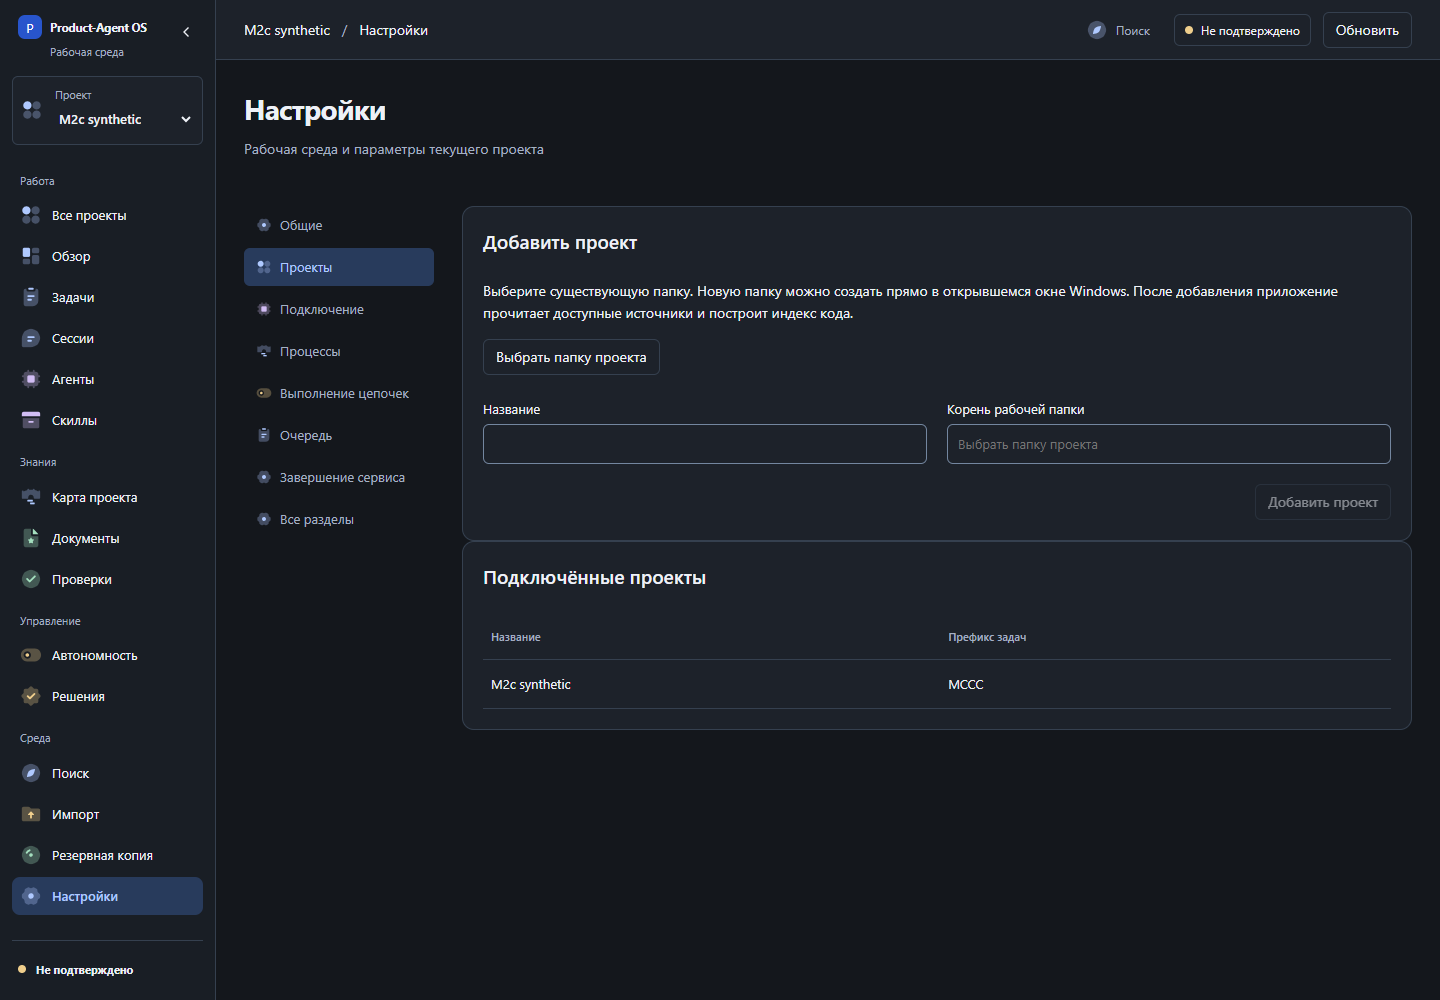 P
Product-Agent OS
Рабочая среда
Проект
M2c synthetic
Работа
Все проекты
Обзор
Задачи
Сессии
Агенты
Скиллы
Знания
Карта проекта
Документы
Проверки
Управление
Автономность
Решения
Среда
Поиск
Импорт
Резервная копия
Настройки
Не подтверждено
M2c synthetic / Настройки
Поиск
Не подтверждено
Обновить
Настройки
Рабочая среда и параметры текущего проекта
Общие
Проекты
Подключение
Процессы
Выполнение цепочек
Очередь
Завершение сервиса
Все разделы
Добавить проект
Выберите существующую папку. Новую папку можно создать прямо в открывшемся окне Windows. После добавления приложение
прочитает доступные источники и построит индекс кода.
Выбрать папку проекта
Название
Корень рабочей папки
Выбрать папку проекта
Добавить проект
Подключённые проекты
Название
Префикс задач
M2c synthetic
MCCC